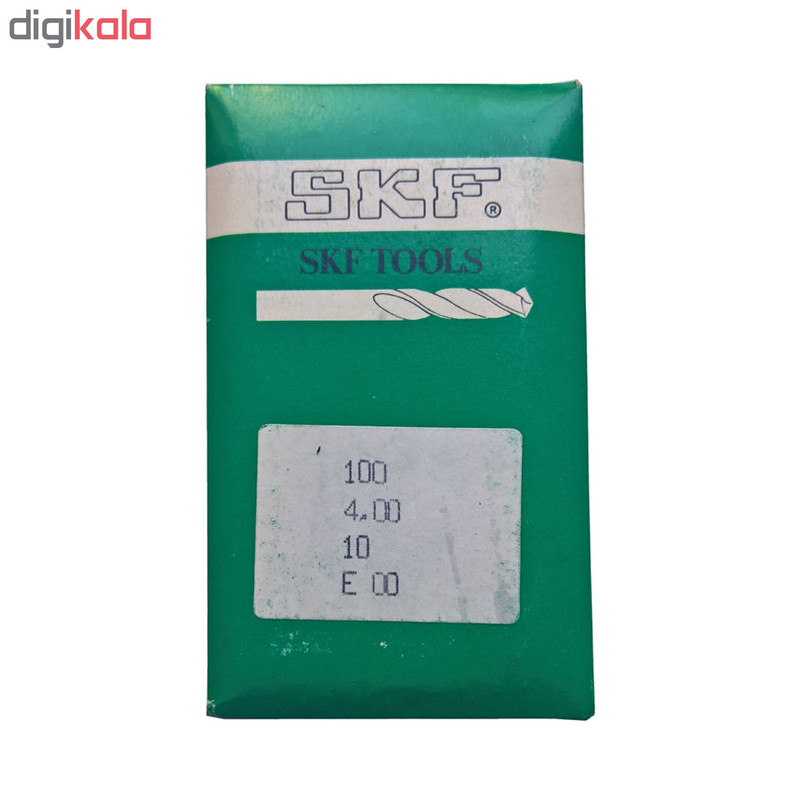 digikala
SKF®
SKF TOOLS
100
4.00
10
E 00